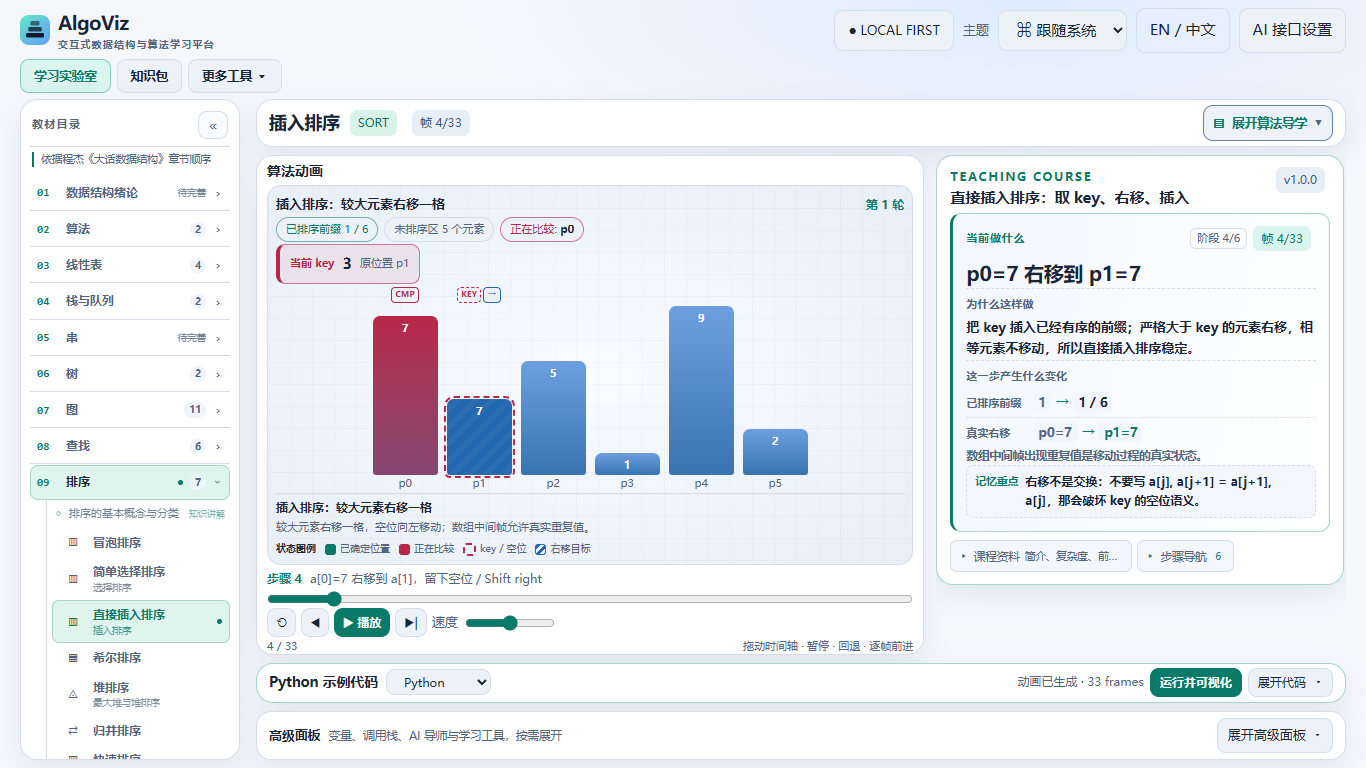 AlgoViz
交互式数据结构与算法学习平台
● LOCAL FIRST
主题
⌘ 跟随系统
EN / 中文
AI 接口设置
学习实验室
知识包
更多工具
教材目录
«
依据程杰《大话数据结构》章节顺序
01 数据结构绪论 待完善 ›
02 算法 2 ›
03 线性表 4 ›
04 栈与队列 2 ›
05 串 待完善 ›
06 树 2 ›
07 图 11 ›
08 查找 6 ›
09 排序 7
排序的基本概念与分类 知识讲解
冒泡排序
简单选择排序
选择排序
直接插入排序
插入排序
希尔排序
堆排序
最大堆与堆排序
归并排序
快速排序
插入排序 SORT 帧 4/33
展开算法导学 ▼
算法动画
插入排序：较大元素右移一格
第 1 轮
已排序前缀 1 / 6
未排序区 5 个元素
正在比较: p0
当前 key 3 原位置 p1
CMP KEY →
7 7 5 1 9 2
p0 p1 p2 p3 p4 p5
插入排序：较大元素右移一格
较大元素右移一格，空位向左移动；数组中间帧允许真实重复值。
状态图例 已确定位置 正在比较 key / 空位 右移目标
步骤 4 a[0]=7 右移到 a[1]，留下空位 / Shift right
▶ 播放
速度
4 / 33
拖动时间轴 · 暂停 · 回退 · 逐帧前进
TEACHING COURSE
v1.0.0
直接插入排序：取 key、右移、插入
当前做什么
阶段 4/6
帧 4/33
p0=7 右移到 p1=7
为什么这样做
把 key 插入已经有序的前缀；严格大于 key 的元素右移，相
等元素不移动，所以直接插入排序稳定。
这一步产生什么变化
已排序前缀 1 → 1 / 6
真实右移 p0=7 → p1=7
数组中间帧出现重复值是移动过程的真实状态。
记忆重点 右移不是交换：不要写 a[j], a[j+1] = a[j+1],
a[j]，那会破坏 key 的空位语义。
课程资料 简介、复杂度、前…
步骤导航 6
Python 示例代码
Python
动画已生成 · 33 frames
运行并可视化
展开代码
高级面板 变量、调用栈、AI 导师与学习工具，按需展开
展开高级面板